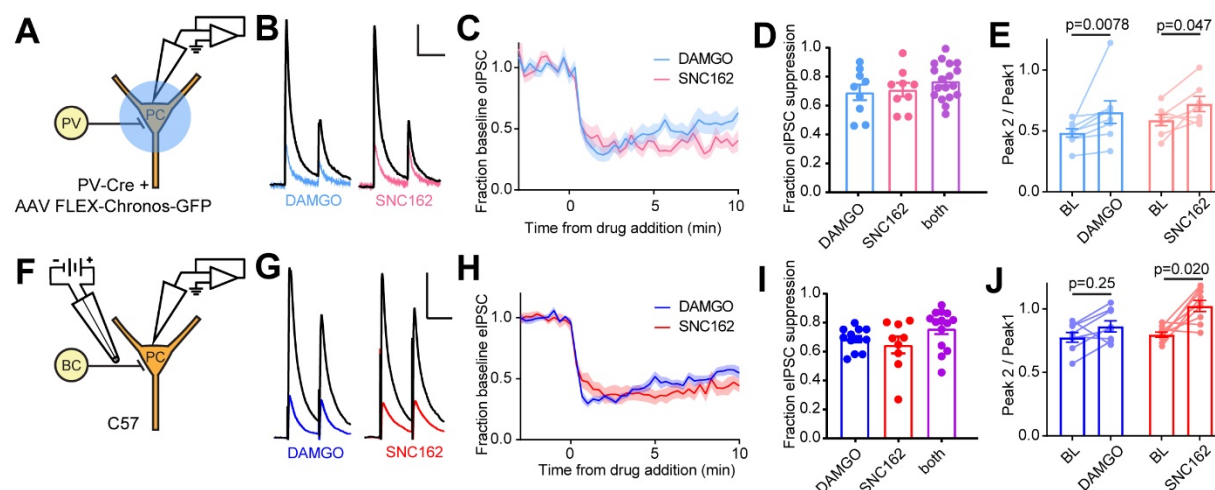 A
PC
PV
PV-Cre +
AAV FLEX-Chronos-GFP
B
DAMGO
SNC162
C
Fraction baseline oIPSC
1.0
0.5
0.0
0
5
10
Time from drug addition (min)
DAMGO
SNC162
D
Fraction oIPSC suppression
1.0
0.8
0.6
0.4
0.2
0.0
DAMGO
SNC162
both
E
p=0.0078
p=0.047
Peak 2 / Peak1
1.0
0.5
0.0
BL
DAMGO
BL
SNC162
F
- +
PC
BC
C57
G
DAMGO
SNC162
H
Fraction baseline eIPSC
1.0
0.5
0.0
0
5
10
Time from drug addition (min)
DAMGO
SNC162
I
Fraction eIPSC suppression
1.0
0.8
0.6
0.4
0.2
0.0
DAMGO
SNC162
both
J
p=0.25
p=0.020
Peak 2 / Peak1
1.0
0.5
0.0
BL
DAMGO
BL
SNC162